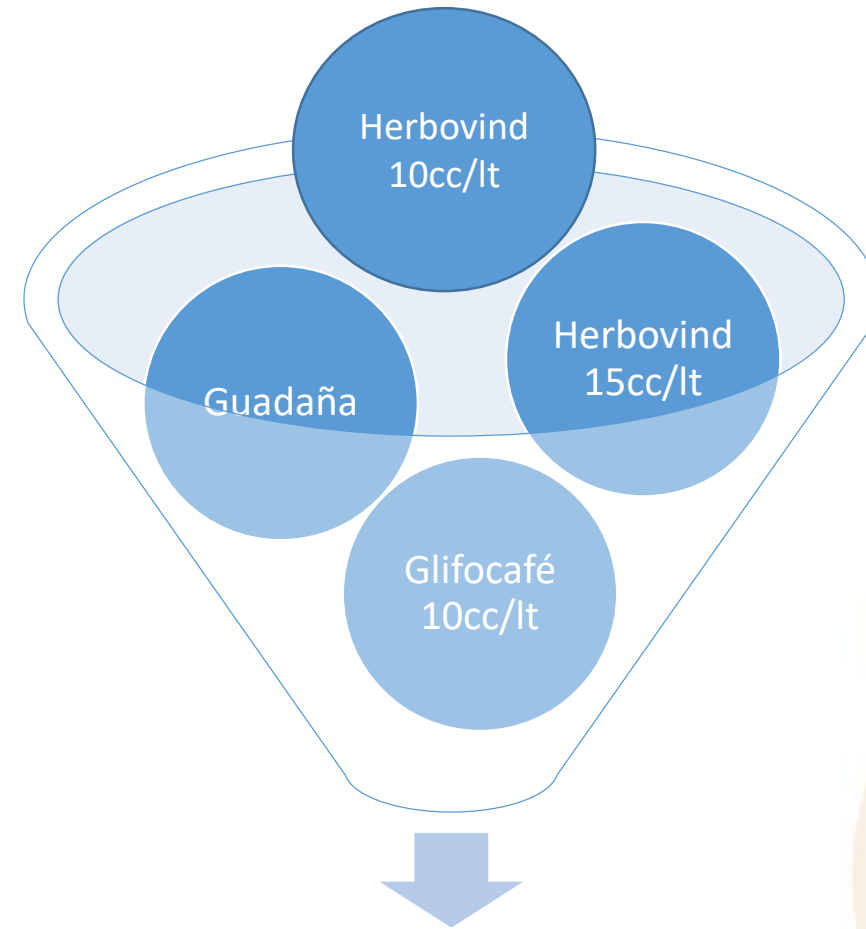 Herbovind
10cc/lt
Herbovind
15cc/lt
Guadaña
Glifocafé
10cc/lt